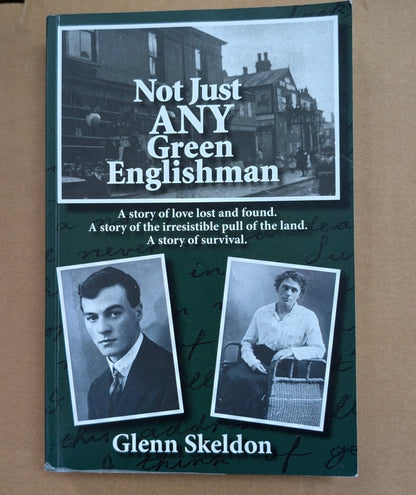 Not Just
ANY
Green
Englishman
A story of love lost and found.
A story of the irresistible pull of the land.
A story of survival.
Glenn Skeldon